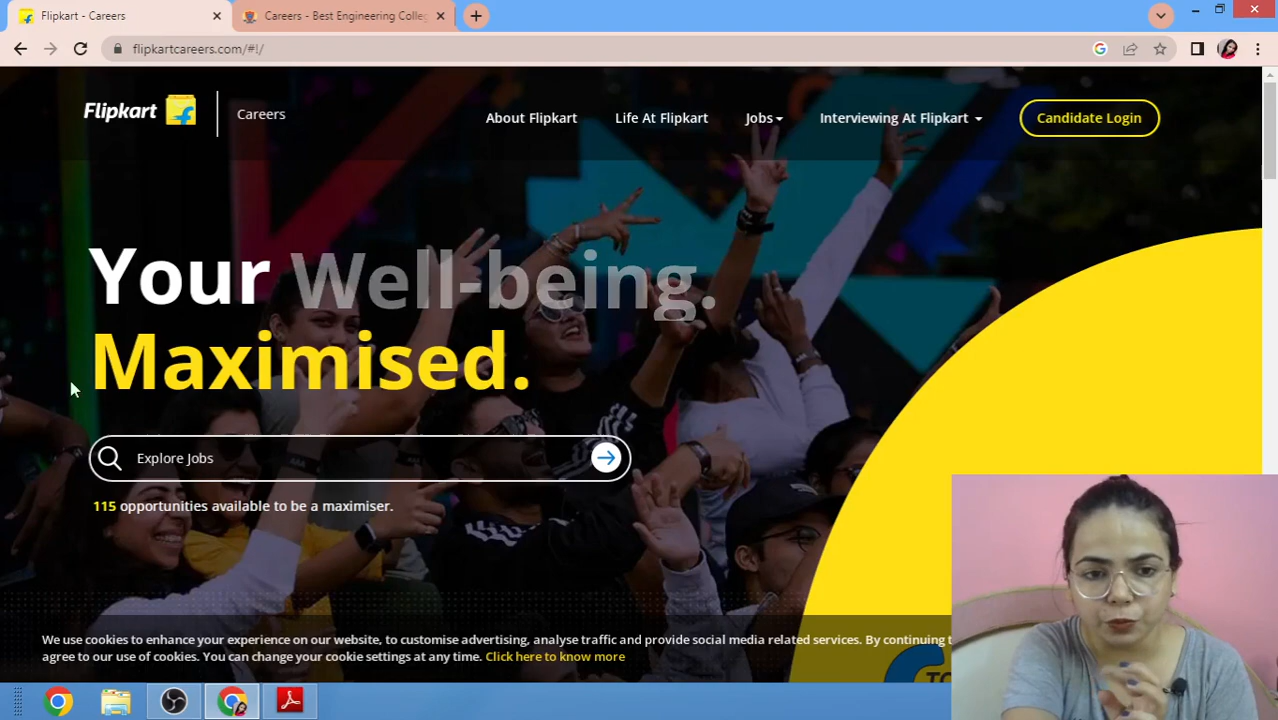 Flipkart - Careers
Careers - Best Engineering Colleg
flipkartcareers.com/#!/
Flipkart
Careers
About Flipkart
Life At Flipkart
Jobs
Interviewing At Flipkart
Candidate Login
Your Well-being.
Maximised.
Explore Jobs
115 opportunities available to be a maximiser.
We use cookies to enhance your experience on our website, to customise advertising, analyse traffic and provide social media related services. By continuing t
agree to our use of cookies. You can change your cookie settings at any time. Click here to know more